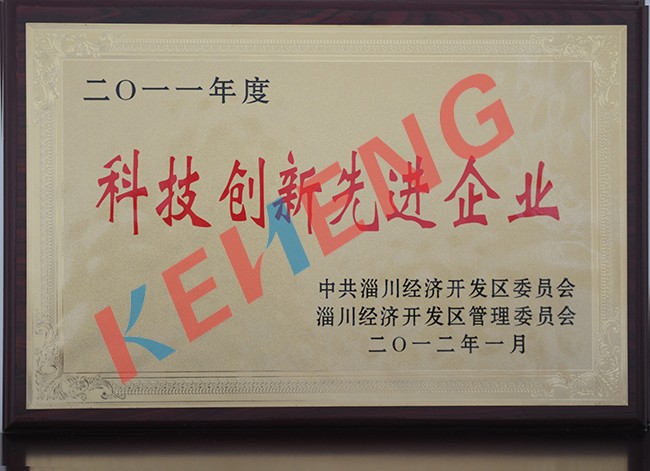 二〇一一年度
科技创新先进企业
KEHENG
中共淄川经济开发区委员会
淄川经济开发区管理委员会
二〇一二年一月